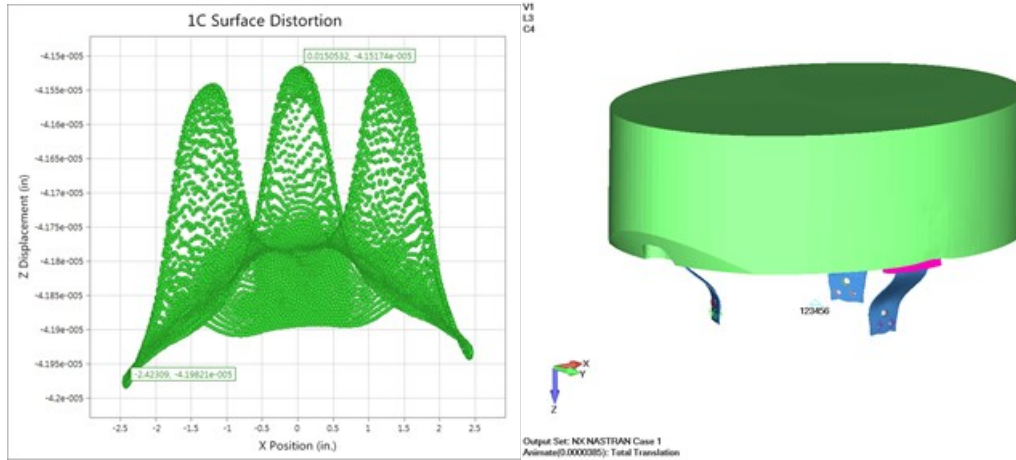 1C Surface Distortion
0.0150532, -4.15174e-005
-4.15e-005
-4.155e-005
-4.16e-005
-4.165e-005
-4.17e-005
-4.175e-005
-4.18e-005
-4.185e-005
-4.19e-005
-4.195e-005
-4.2e-005
Z Displacement (in)
-2.42309, -4.19821e-005
-2.5
-2
-1.5
-1
-0.5
0
0.5
1
1.5
2
2.5
X Position (in.)
V1
L3
C4
123456
X
Y
Z
Output Set: NX NASTRAN Case 1
Animate(0.0000385): Total Translation